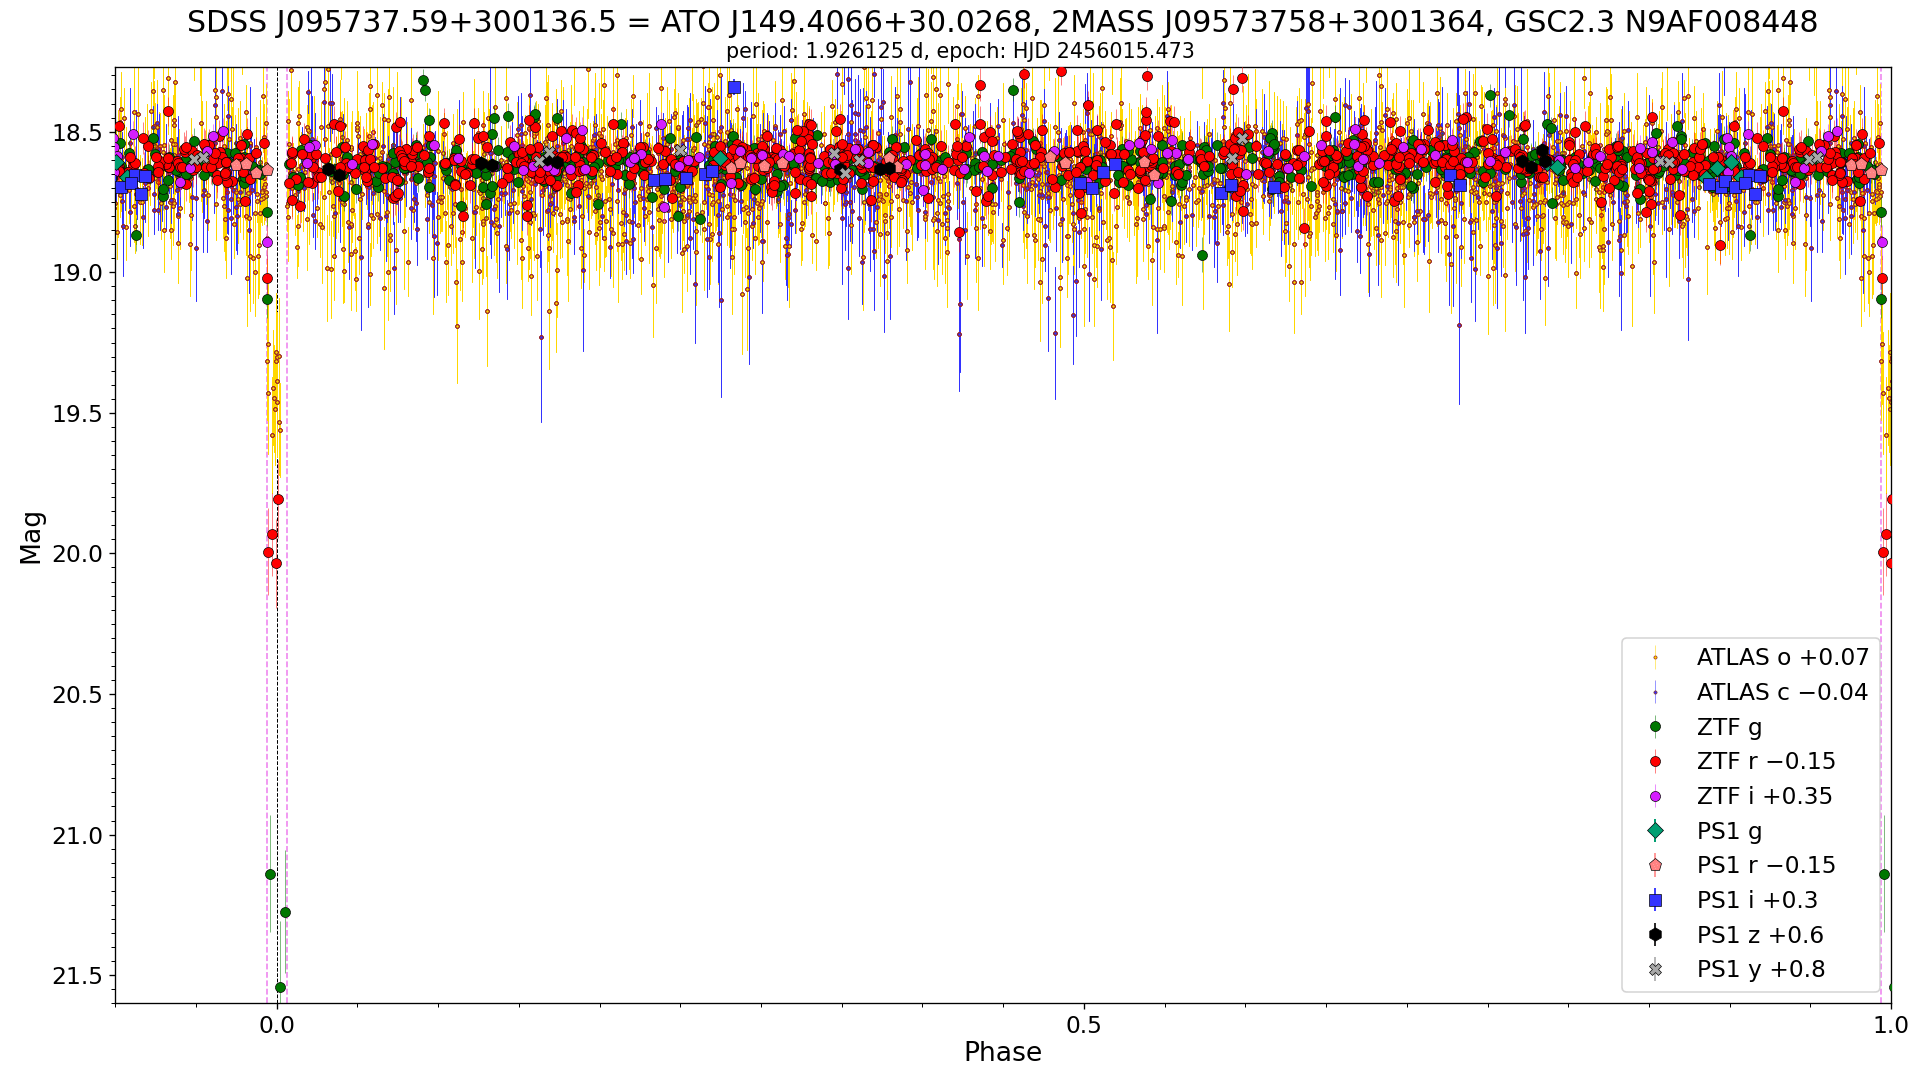 SDSS J095737.59+300136.5 = ATO J149.4066+30.0268, 2MASS J09573758+3001364, GSC2.3 N9AF008448
period: 1.926125 d, epoch: HJD 2456015.473
18.5
19.0
19.5
20.0
20.5
21.0
21.5
Mag
ATLAS o +0.07
ATLAS c −0.04
ZTF g
ZTF r −0.15
ZTF i +0.35
PS1 g
PS1 r −0.15
PS1 i +0.3
PS1 z +0.6
PS1 y +0.8
0.0 0.5 1.0
Phase